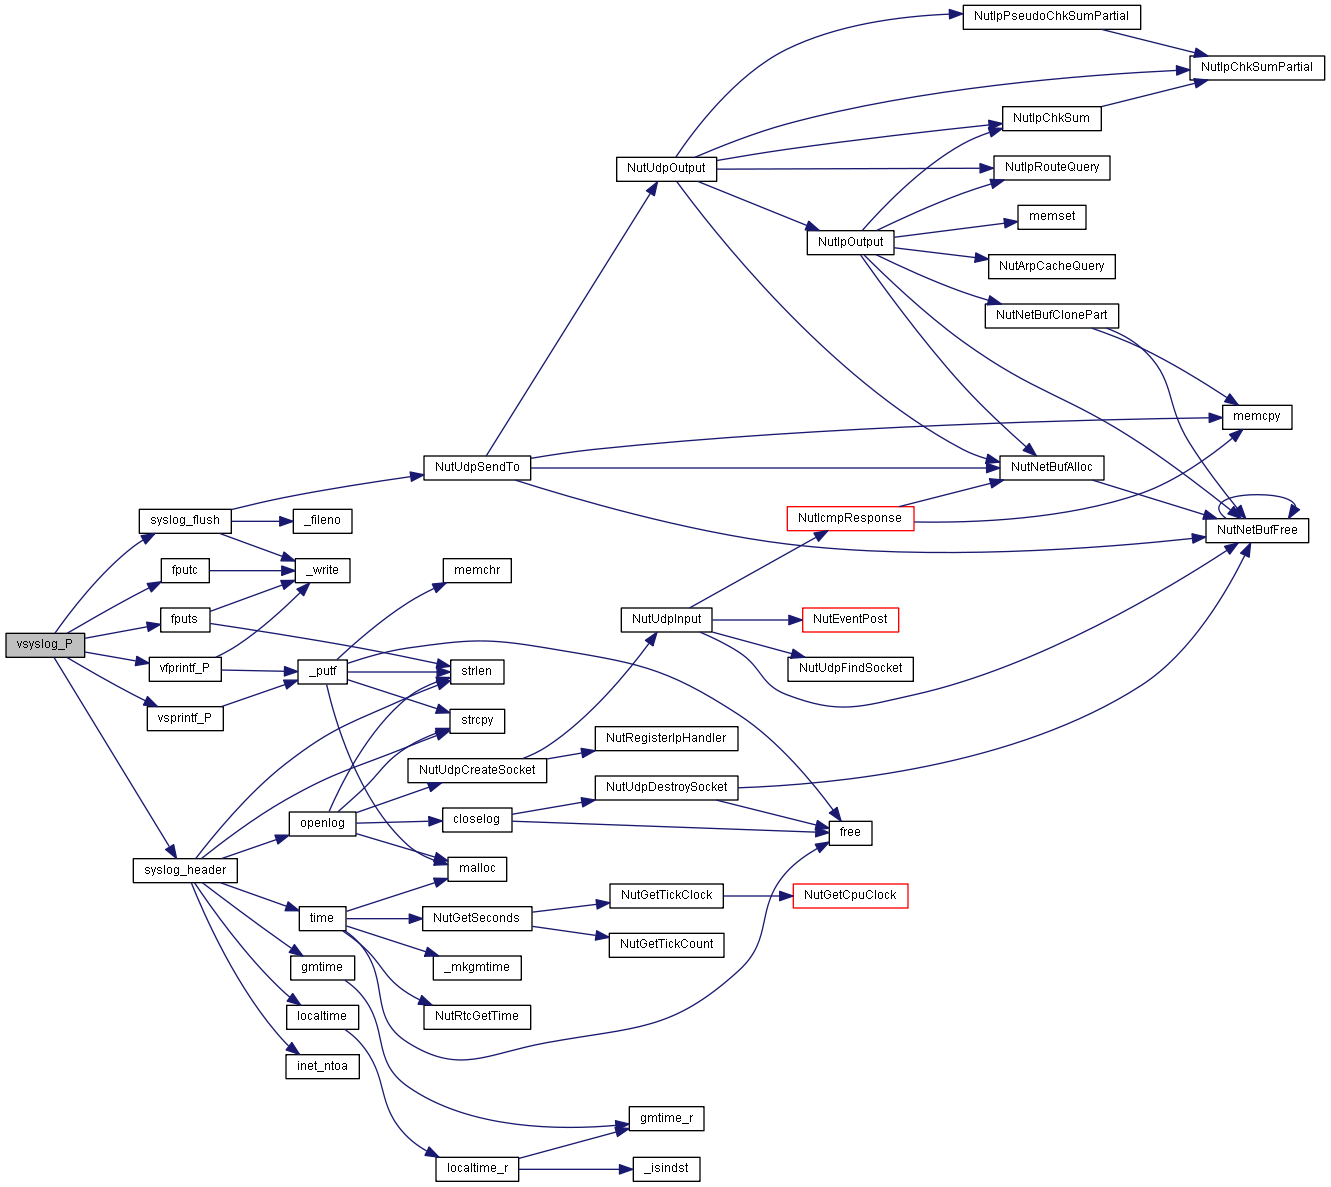 NutIpPseudoChkSumPartial
NutIpChkSumPartial
NutIpChkSum
NutUdpOutput
NutIpRouteQuery
memset
NutIpOutput
NutArpCacheQuery
NutNetBufClonePart
memcpy
NutUdpSendTo
NutNetBufAlloc
syslog_flush
_fileno
NutIcmpResponse
NutNetBufFree
fputc
_write
memchr
fputs
NutUdpInput
NutEventPost
vsyslog_P
vfprintf_P
_putf
strlen
NutUdpFindSocket
vsprintf_P
strcpy
NutRegisterIpHandler
NutUdpCreateSocket
NutUdpDestroySocket
openlog
closelog
free
syslog_header
malloc
NutGetTickClock
NutGetCpuClock
time
NutGetSeconds
NutGetTickCount
gmtime
_mkgmtime
localtime
NutRtcGetTime
inet_ntoa
gmtime_r
localtime_r
_isindst